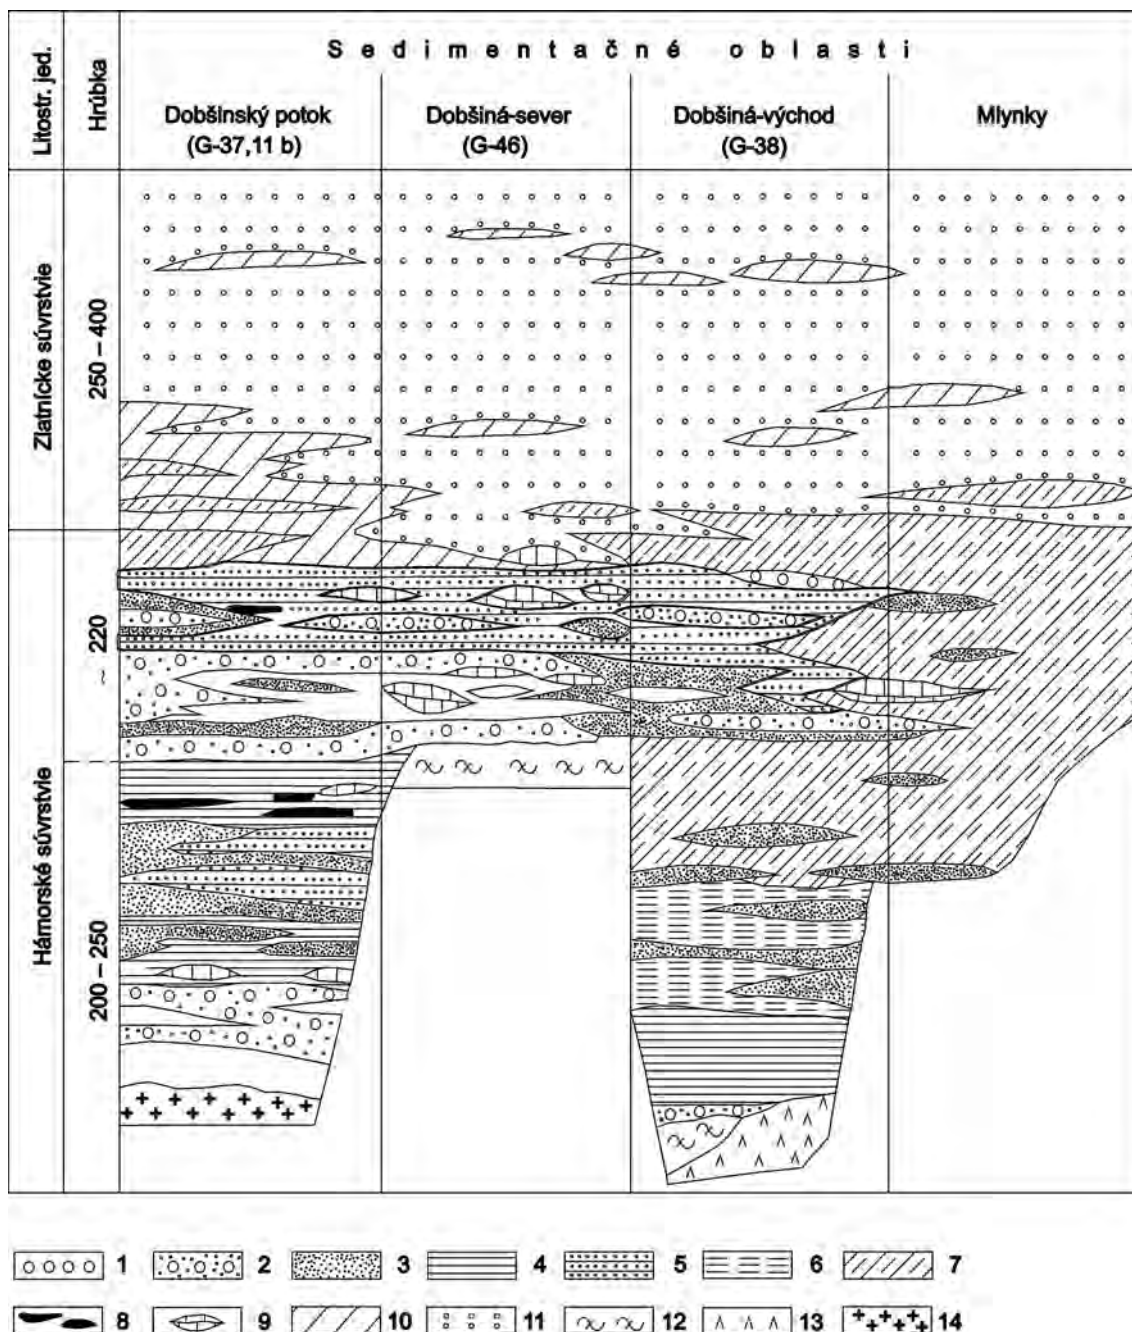 Sedimentačné oblasti
Litostr. jed.
Hrúbka
Dobšinský potok
(G-37,11 b)
Dobšiná-sever
(G-46)
Dobšiná-východ
(G-38)
Mlynky
Zlatnícke súvrstvie
250 – 400
Hámorské súvrstvie
~ 220
200 – 250
1 2 3 4 5 6 7
8 9 10 11 12 13 14